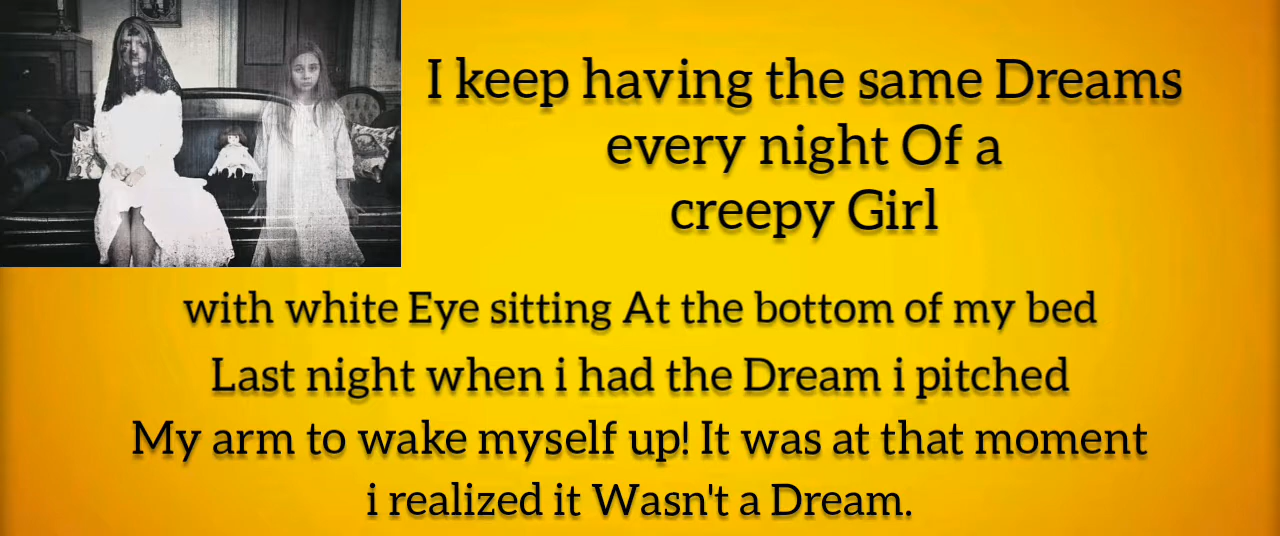 I keep having the same Dreams
every night Of a
creepy Girl
with white Eye sitting At the bottom of my bed
Last night when i had the Dream i pitched
My arm to wake myself up! It was at that moment
i realized it Wasn't a Dream.